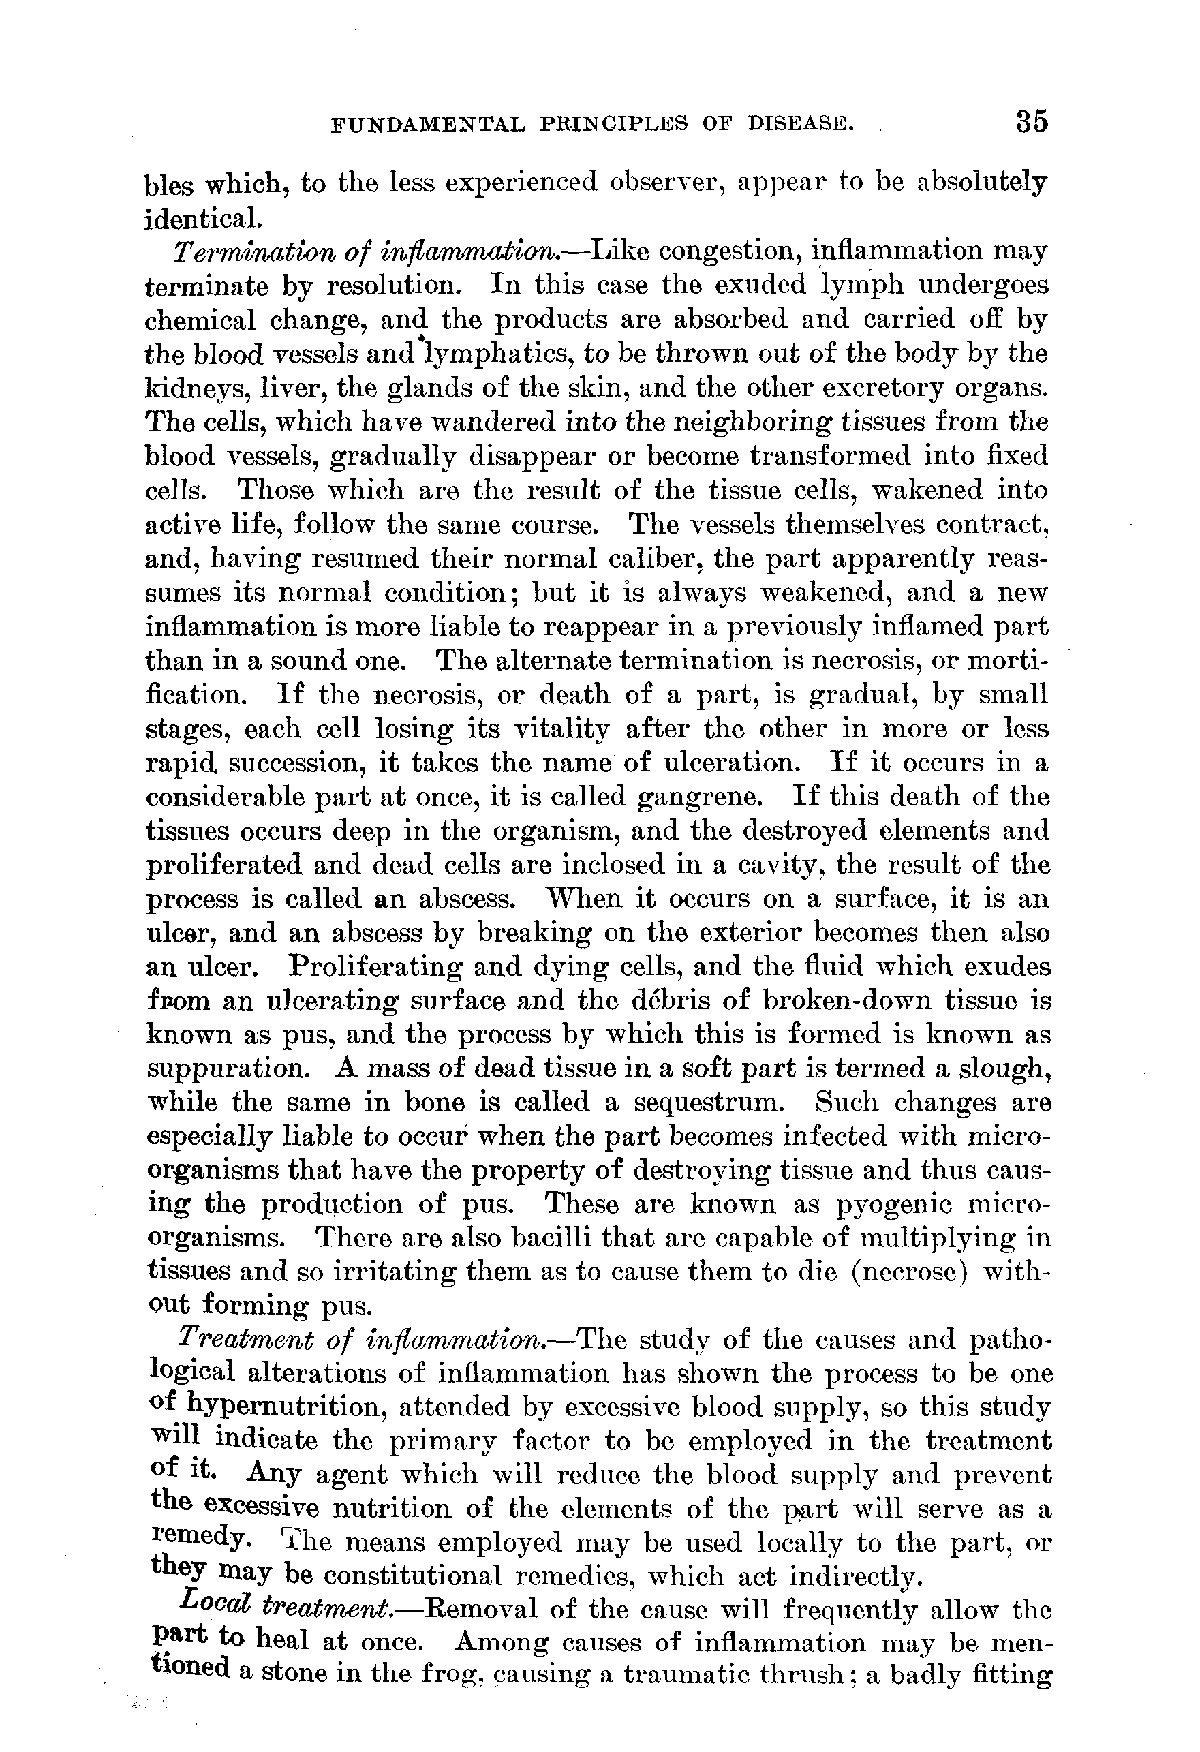 FUNDAMENTAL PRINCIPLES OF DISEASE. 35
bles which, to the less experienced observer, appear to be absolutely
identical.
Termination of inflammation.—Like congestion, inflammation may
terminate by resolution. In this case the exuded lymph undergoes
chemical change, and the products are absorbed and carried off by
the blood vessels and lymphatics, to be thrown out of the body by the
kidneys, liver, the glands of the skin, and the other excretory organs.
The cells, which have wandered into the neighboring tissues from the
blood vessels, gradually disappear or become transformed into fixed
cells. Those which are the result of the tissue cells, wakened into
active life, follow the same course. The vessels themselves contract,
and, having resumed their normal caliber, the part apparently reas-
sumes its normal condition; but it is always weakened, and a new
inflammation is more liable to reappear in a previously inflamed part
than in a sound one. The alternate termination is necrosis, or morti-
fication. If the necrosis, or death of a part, is gradual, by small
stages, each cell losing its vitality after the other in more or less
rapid succession, it takes the name of ulceration. If it occurs in a
considerable part at once, it is called gangrene. If this death of the
tissues occurs deep in the organism, and the destroyed elements and
proliferated and dead cells are inclosed in a cavity, the result of the
process is called an abscess. When it occurs on a surface, it is an
ulcer, and an abscess by breaking on the exterior becomes then also
an ulcer. Proliferating and dying cells, and the fluid which exudes
from an ulcerating surface and the débris of broken-down tissue is
known as pus, and the process by which this is formed is known as
suppuration. A mass of dead tissue in a soft part is termed a slough,
while the same in bone is called a sequestrum. Such changes are
especially liable to occur when the part becomes infected with micro-
organisms that have the property of destroying tissue and thus caus-
ing the production of pus. These are known as pyogenic micro-
organisms. There are also bacilli that are capable of multiplying in
tissues and so irritating them as to cause them to die (necrose) with-
out forming pus.
Treatment of inflammation.—The study of the causes and patho-
logical alterations of inflammation has shown the process to be one
of hypernutrition, attended by excessive blood supply, so this study
will indicate the primary factor to be employed in the treatment
of it. Any agent which will reduce the blood supply and prevent
the excessive nutrition of the elements of the part will serve as a
remedy. The means employed may be used locally to the part, or
they may be constitutional remedies, which act indirectly.
Local treatment.—Removal of the cause will frequently allow the
part to heal at once. Among causes of inflammation may be men-
tioned a stone in the frog, causing a traumatic thrush; a badly fitting